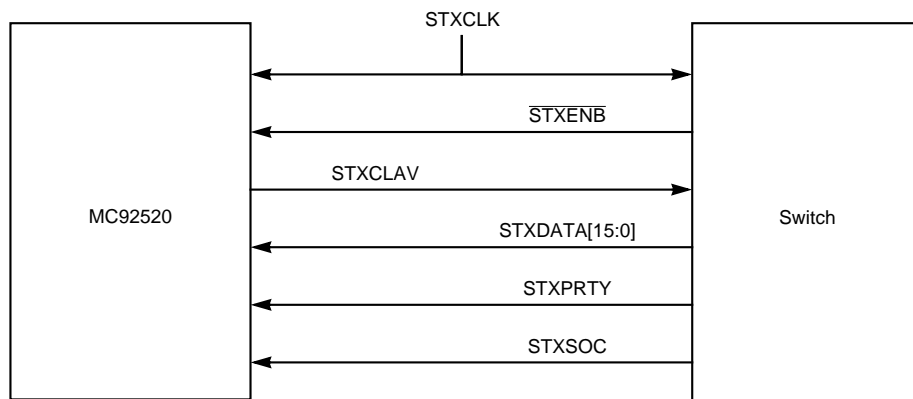 STXCLK
STXENB
STXCLAV
MC92520
Switch
STXDATA[15:0]
STXPRTY
STXSOC